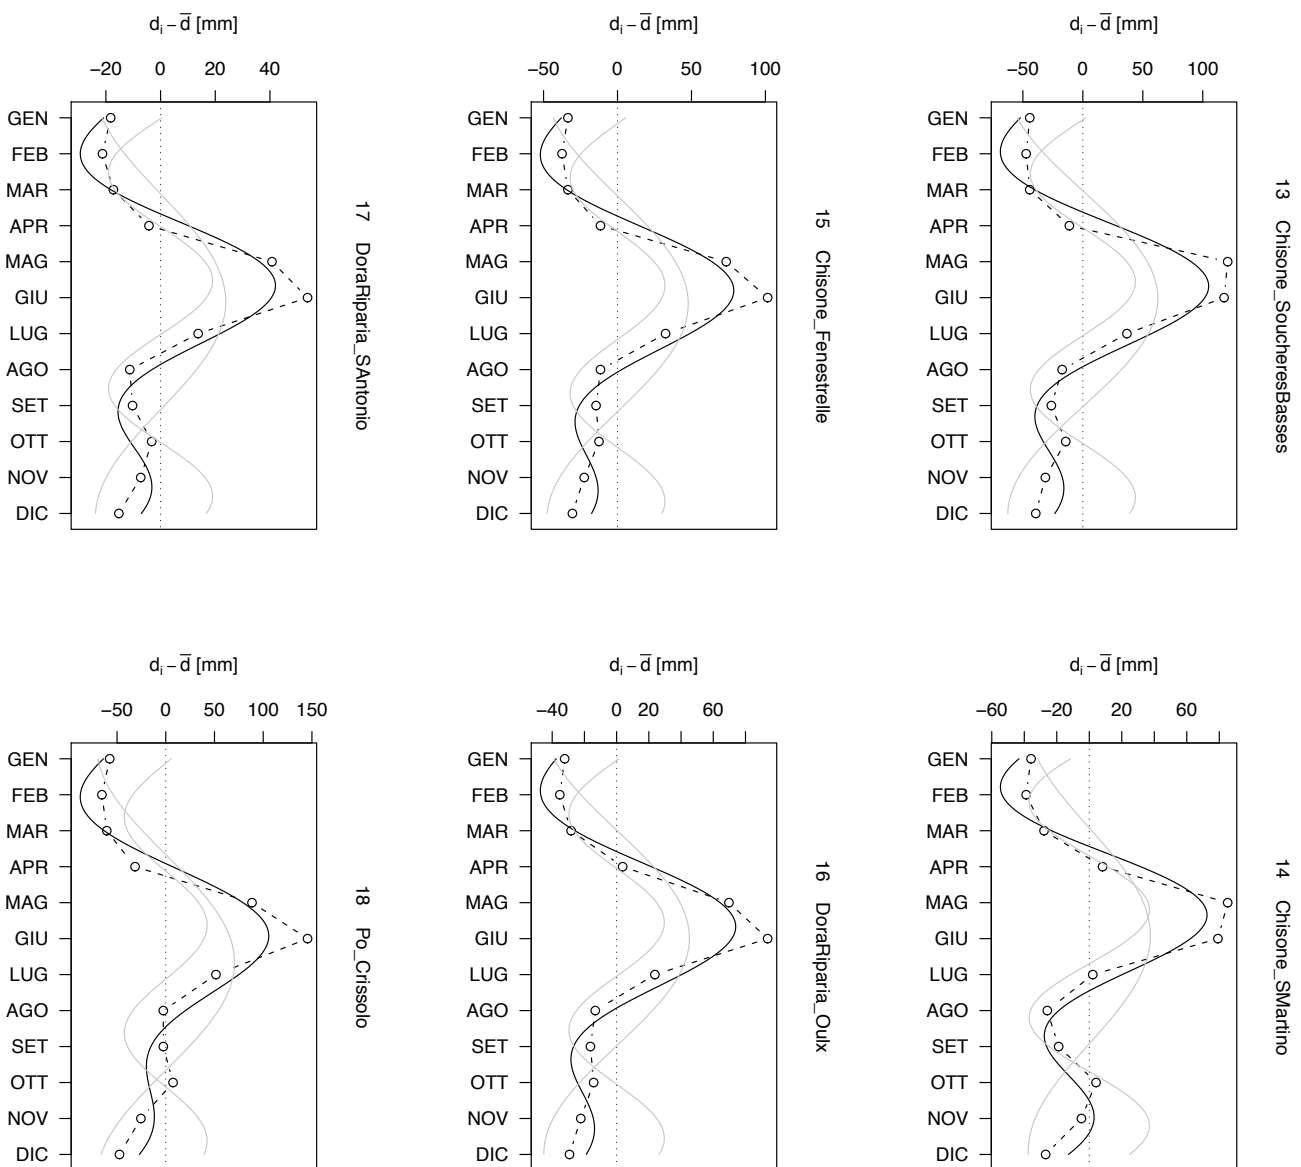 dᵢ – d̅ [mm]
−20 0 20 40
GEN
FEB
MAR
APR
MAG
GIU
LUG
AGO
SET
OTT
NOV
DIC
17 DoraRiparia_SAntonio
dᵢ – d̅ [mm]
−50 0 50 100
GEN
FEB
MAR
APR
MAG
GIU
LUG
AGO
SET
OTT
NOV
DIC
15 Chisone_Fenestrelle
dᵢ – d̅ [mm]
−50 0 50 100
GEN
FEB
MAR
APR
MAG
GIU
LUG
AGO
SET
OTT
NOV
DIC
13 Chisone_SoucheresBasses
dᵢ – d̅ [mm]
−50 0 50 100 150
GEN
FEB
MAR
APR
MAG
GIU
LUG
AGO
SET
OTT
NOV
DIC
18 Po_Crissolo
dᵢ – d̅ [mm]
−40 0 20 60
GEN
FEB
MAR
APR
MAG
GIU
LUG
AGO
SET
OTT
NOV
DIC
16 DoraRiparia_Oulx
dᵢ – d̅ [mm]
−60 −20 20 60
GEN
FEB
MAR
APR
MAG
GIU
LUG
AGO
SET
OTT
NOV
DIC
14 Chisone_SMartino